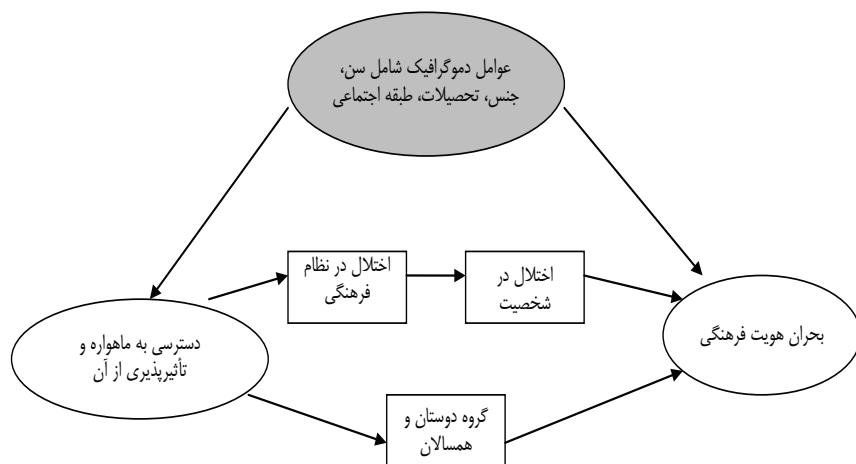 عوامل دموگرافیک شامل سن،
جنس، تحصیلات، طبقه اجتماعی
اختلال در نظام
فرهنگی
اختلال در
شخصیت
بحران هویت فرهنگی
دسترسی به ماهواره و
تأثیرپذیری از آن
گروه دوستان و
همسالان